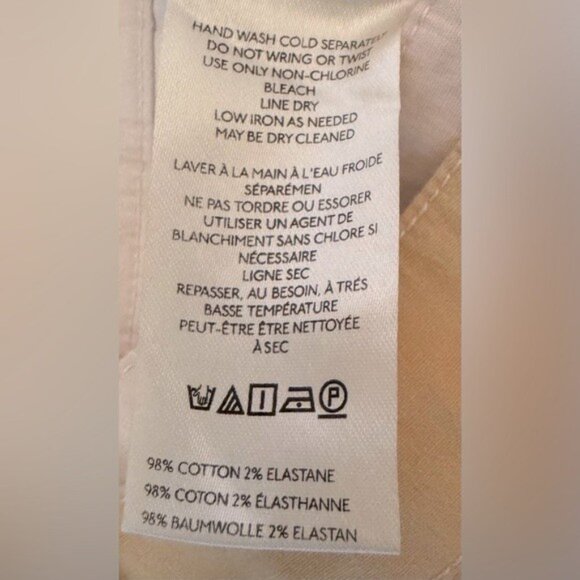 HAND WASH COLD SEPARATELY
DO NOT WRING OR TWIST
USE ONLY NON-CHLORINE
BLEACH
LINE DRY
LOW IRON AS NEEDED
MAY BE DRY CLEANED
LAVER À LA MAIN À L'EAU FROIDE
SÉPARÉMEN
NE PAS TORDRE OU ESSORER
UTILISER UN AGENT DE
BLANCHIMENT SANS CHLORE SI
NÉCESSAIRE
LIGNE SEC
REPASSER, AU BESOIN, À TRÉS
BASSE TEMPÉRATURE
PEUT-ÊTRE ÊTRE NETTOYÉE
À SEC
P
98% COTTON 2% ELASTANE
98% COTON 2% ÉLASTHANNE
98% BAUMWOLLE 2% ELASTAN